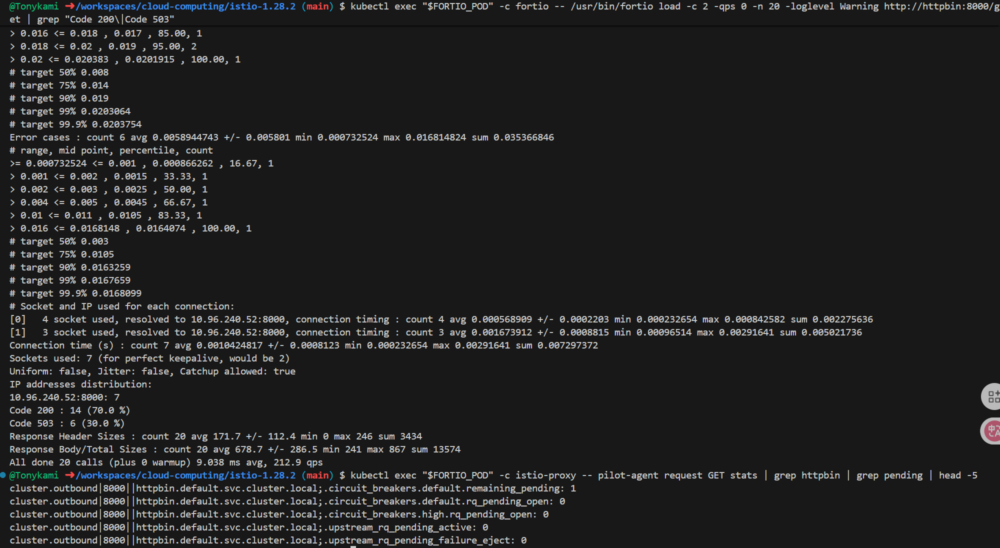 @Tonykami ➜/workspaces/cloud-computing/istio-1.28.2 (main) $ kubectl exec "$FORTIO_POD" -c fortio -- /usr/bin/fortio load -c 2 -qps 0 -n 20 -loglevel Warning http://httpbin:8000/g
et | grep "Code 200\|Code 503"
> 0.016 <= 0.018 , 0.017 , 85.00, 1
> 0.018 <= 0.02 , 0.019 , 95.00, 2
> 0.02 <= 0.020383 , 0.0201915 , 100.00, 1
# target 50% 0.008
# target 75% 0.014
# target 90% 0.019
# target 99% 0.0203064
# target 99.9% 0.0203754
Error cases : count 6 avg 0.0058944743 +/- 0.005801 min 0.000732524 max 0.016814824 sum 0.035366846
# range, mid point, percentile, count
>= 0.000732524 <= 0.001 , 0.000866262 , 16.67, 1
> 0.001 <= 0.002 , 0.0015 , 33.33, 1
> 0.002 <= 0.003 , 0.0025 , 50.00, 1
> 0.004 <= 0.005 , 0.0045 , 66.67, 1
> 0.01 <= 0.011 , 0.0105 , 83.33, 1
> 0.016 <= 0.0168148 , 0.0164074 , 100.00, 1
# target 50% 0.003
# target 75% 0.0105
# target 90% 0.0163259
# target 99% 0.0167659
# target 99.9% 0.0168099
# Socket and IP used for each connection:
[0]   4 socket used, resolved to 10.96.240.52:8000, connection timing : count 4 avg 0.000568909 +/- 0.0002203 min 0.000232654 max 0.000842582 sum 0.002275636
[1]   3 socket used, resolved to 10.96.240.52:8000, connection timing : count 3 avg 0.001673912 +/- 0.0008815 min 0.00096514 max 0.00291641 sum 0.005021736
Connection time (s) : count 7 avg 0.0010424817 +/- 0.0008123 min 0.000232654 max 0.00291641 sum 0.007297372
Sockets used: 7 (for perfect keepalive, would be 2)
Uniform: false, Jitter: false, Catchup allowed: true
IP addresses distribution:
10.96.240.52:8000: 7
Code 200 : 14 (70.0 %)
Code 503 : 6 (30.0 %)
Response Header Sizes : count 20 avg 171.7 +/- 112.4 min 0 max 246 sum 3434
Response Body/Total Sizes : count 20 avg 678.7 +/- 286.5 min 241 max 867 sum 13574
All done 20 calls (plus 0 warmup) 9.038 ms avg, 212.9 qps
@Tonykami ➜/workspaces/cloud-computing/istio-1.28.2 (main) $ kubectl exec "$FORTIO_POD" -c istio-proxy -- pilot-agent request GET stats | grep httpbin | grep pending | head -5
cluster.outbound|8000||httpbin.default.svc.cluster.local;.circuit_breakers.default.remaining_pending: 1
cluster.outbound|8000||httpbin.default.svc.cluster.local;.circuit_breakers.default.rq_pending_open: 0
cluster.outbound|8000||httpbin.default.svc.cluster.local;.circuit_breakers.high.rq_pending_open: 0
cluster.outbound|8000||httpbin.default.svc.cluster.local;.upstream_rq_pending_active: 0
cluster.outbound|8000||httpbin.default.svc.cluster.local;.upstream_rq_pending_failure_eject: 0
中A